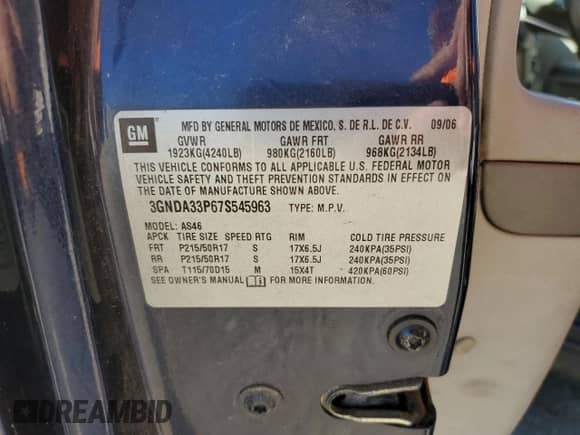 GM
MFD BY GENERAL MOTORS DE MEXICO, S. DE R.L. DE C.V. 09/06
GVWR GAWR FRT GAWR RR
1923KG(4240LB) 980KG(2160LB) 968KG(2134LB)
THIS VEHICLE CONFORMS TO ALL APPLICABLE U.S. FEDERAL MOTOR
VEHICLE SAFETY AND THEFT PREVENTION STANDARDS IN EFFECT ON
THE DATE OF MANUFACTURE SHOWN ABOVE.
3GNDA33P67S545963 TYPE: M.P.V.
MODEL: AS46
APCK TIRE SIZE SPEED RTG RIM COLD TIRE PRESSURE
FRT P215/50R17 S 17X6.5J 240KPA(35PSI)
RR P215/50R17 S 17X6.5J 240KPA(35PSI)
SPA T115/70D15 M 15X4T 420KPA(60PSI)
SEE OWNER'S MANUAL FOR MORE INFORMATION.
DREAMBID